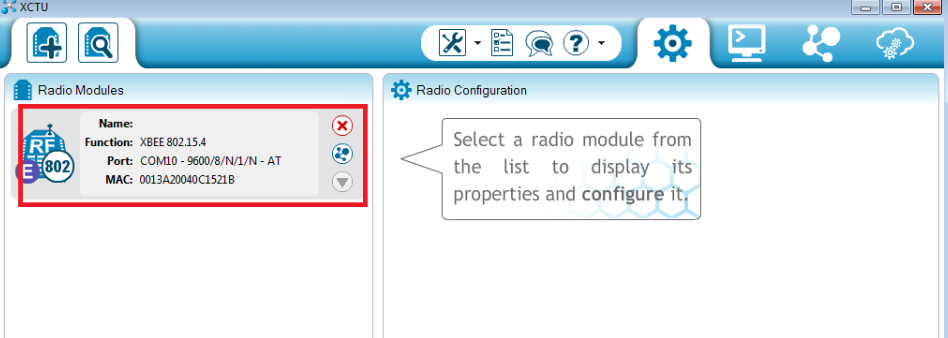 XCTU
Radio Modules
Name:
Function: XBEE 802.15.4
Port: COM10 - 9600/8/N/1/N - AT
MAC: 0013A20040C1521B
RF
802
E
Radio Configuration
Select a radio module from
the list to display its
properties and configure it.